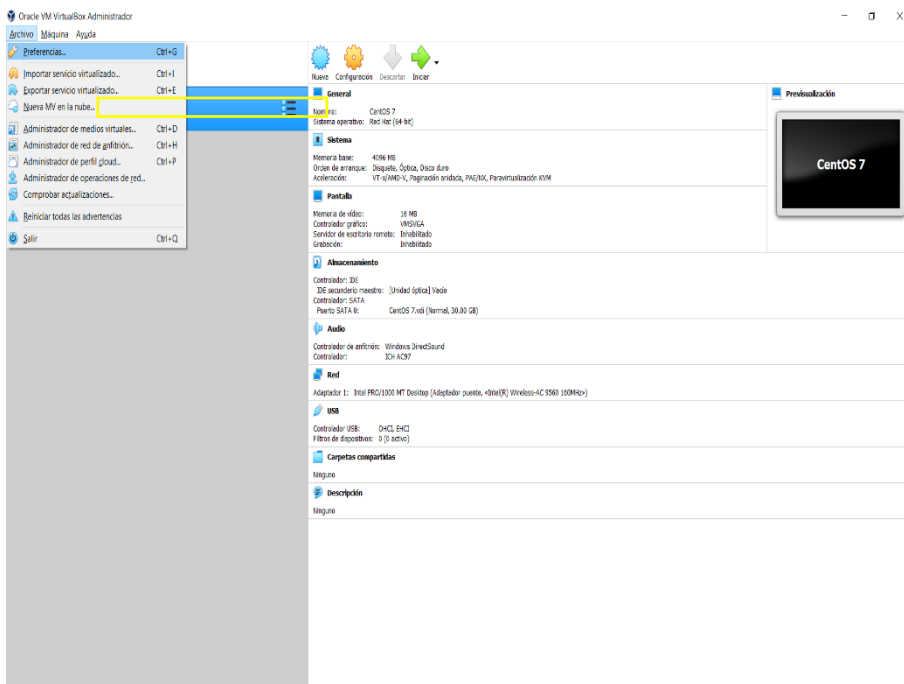 Oracle VM VirtualBox Administrador
Archivo Máquina Ayuda
Preferencias... Ctrl+G
Importar servicio virtualizado... Ctrl+I
Exportar servicio virtualizado... Ctrl+E
Nueva MV en la nube...
Administrador de medios virtuales... Ctrl+D
Administrador de red de anfitrión... Ctrl+H
Administrador de perfil cloud... Ctrl+P
Administrador de operaciones de red...
Comprobar actualizaciones...
Reiniciar todas las advertencias
Salir Ctrl+Q
Nueva Configuración Descartar Iniciar
General
Nombre: CentOS 7
Sistema operativo: Red Hat (64-bit)
Sistema
Memoria base: 4096 MB
Orden de arranque: Disquete, Óptica, Disco duro
Aceleración: VT-x/AMD-V, Paginación anidada, PAE/NX, Paravirtualización KVM
Pantalla
Memoria de vídeo: 16 MB
Controlador gráfico: VMSVGA
Servidor de escritorio remoto: Inhabilitado
Grabación: Inhabilitado
Almacenamiento
Controlador: IDE
IDE secundario maestro: [Unidad óptica] Vacío
Controlador: SATA
Puerto SATA 0: CentOS 7.vdi (Normal, 30.00 GB)
Audio
Controlador de anfitrión: Windows DirectSound
Controlador: ICH AC97
Red
Adaptador 1: Intel PRO/1000 MT Desktop (Adaptador puente, «Intel(R) Wireless-AC 9560 160MHz»)
USB
Controlador USB: OHCI, EHCI
Filtros de dispositivos: 0 (0 activo)
Carpetas compartidas
Ninguno
Descripción
Ninguno
Previsualización
CentOS 7